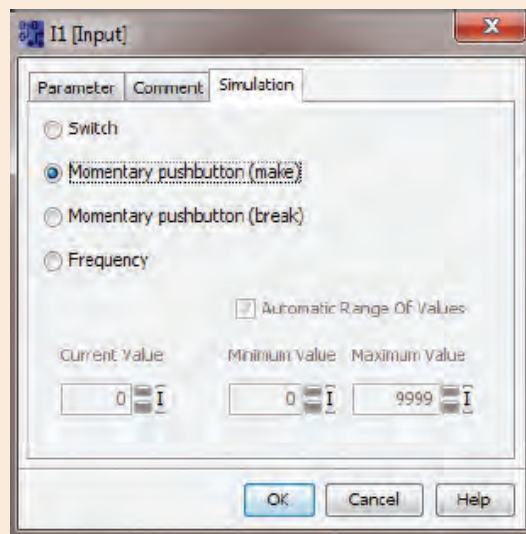 I1 [Input]
Parameter Comment Simulation
Switch
Momentary pushbutton (make)
Momentary pushbutton (break)
Frequency
Automatic Range Of Values
Current Value Minimum Value Maximum Value
0 0 9999
OK Cancel Help